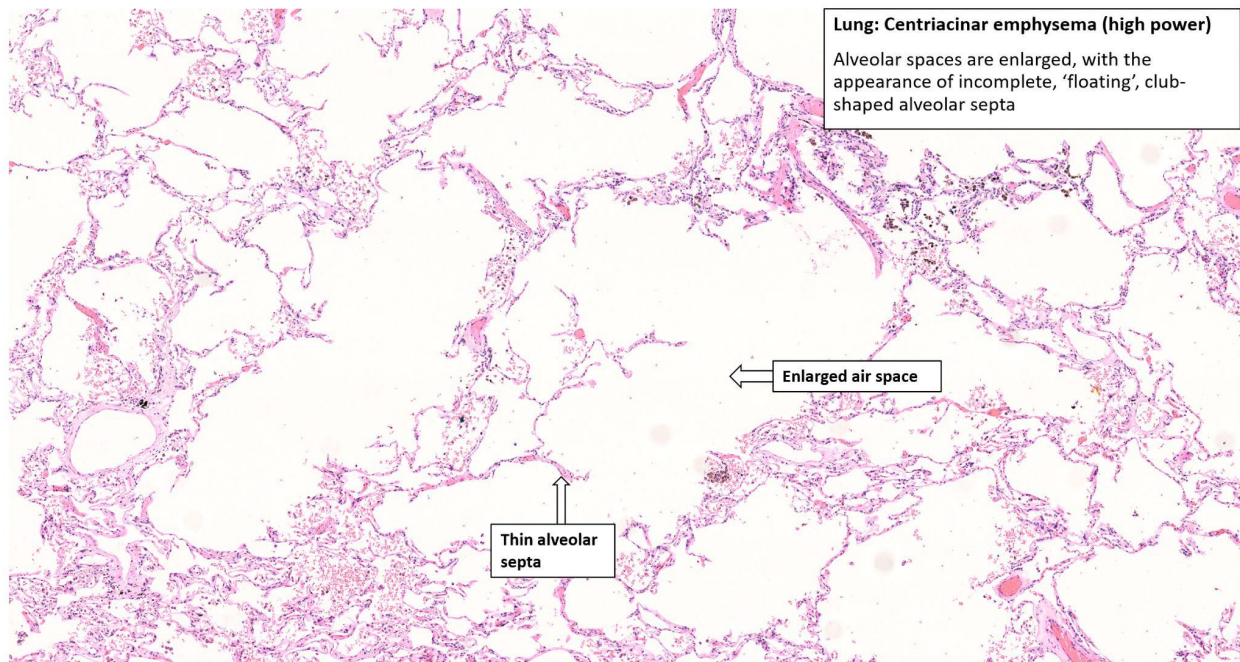 Lung: Centriacinar emphysema (high power)
Alveolar spaces are enlarged, with the
appearance of incomplete, ‘floating’, club-
shaped alveolar septa
Enlarged air space
Thin alveolar
septa